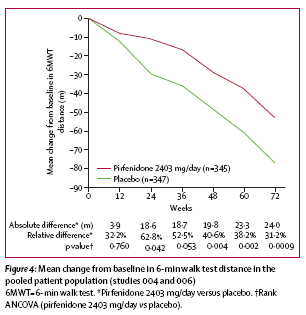 Mean change from baseline in 6MWT
distance (m)
0
−10
−20
−30
−40
−50
−60
−70
−80
−90
Pirfenidone 2403 mg/day (n=345)
Placebo (n=347)
0 12 24 36 48 60 72
Weeks
Absolute difference* (m) 3·9 18·6 18·7 19·8 23·3 24·0
Relative difference* 32·2% 62·8% 52·5% 40·6% 38·2% 31·2%
p value† 0·760 0·042 0·053 0·004 0·002 0·0009
Figure 4: Mean change from baseline in 6-min walk test distance in the
pooled patient population (studies 004 and 006)
6MWT=6-min walk test. *Pirfenidone 2403 mg/day versus placebo. †Rank
ANCOVA (pirfenidone 2403 mg/day vs placebo).